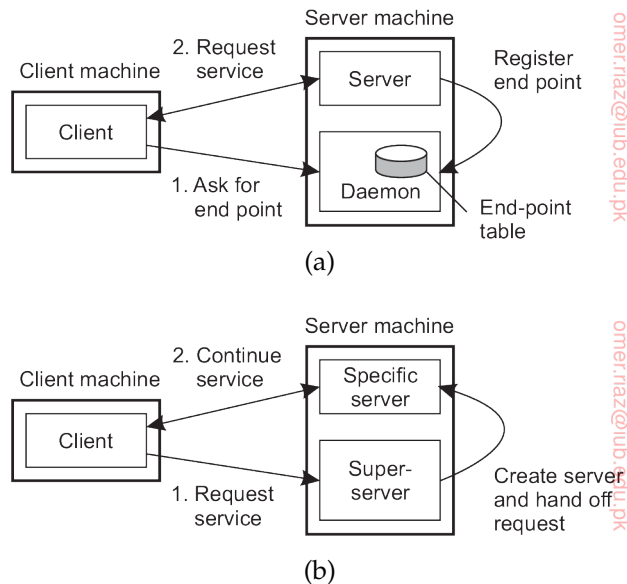 Server machine
2. Request
service
Client machine
Client
Server
Register
end point
1. Ask for
end point
Daemon
End-point
table
(a)
omer.riaz@iub.edu.pk
Server machine
2. Continue
service
Client machine
Client
Specific
server
1. Request
service
Super-
server
Create server
and hand off
request
(b)
omer.riaz@iub.edu.pk